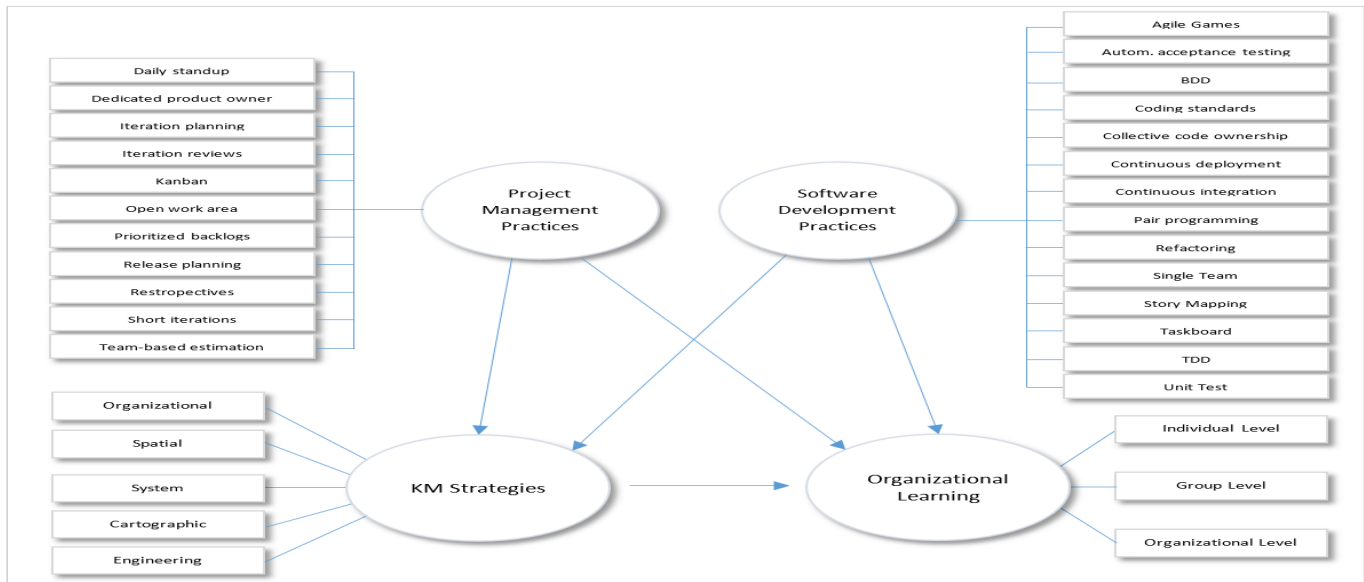 Daily standup
Dedicated product owner
Iteration planning
Iteration reviews
Kanban
Open work area
Prioritized backlogs
Release planning
Restropectives
Short iterations
Team-based estimation
Project
Management
Practices
Software
Development
Practices
Agile Games
Autom. acceptance testing
BDD
Coding standards
Collective code ownership
Continuous deployment
Continuous integration
Pair programming
Refactoring
Single Team
Story Mapping
Taskboard
TDD
Unit Test
Organizational
Spatial
System
Cartographic
Engineering
KM Strategies
Organizational
Learning
Individual Level
Group Level
Organizational Level